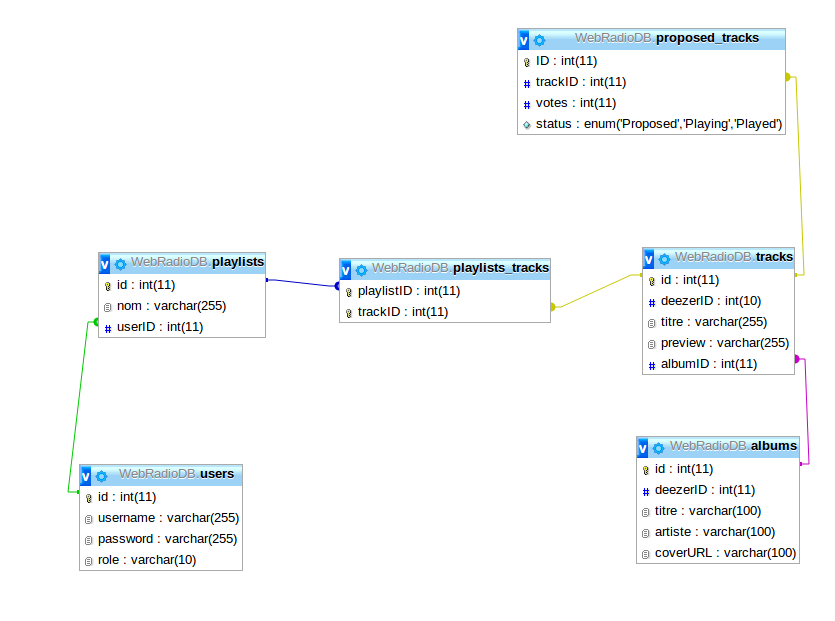 v WebRadioDB.proposed_tracks
ID : int(11)
# trackID : int(11)
# votes : int(11)
status : enum('Proposed','Playing','Played')
v WebRadioDB.playlists
id : int(11)
nom : varchar(255)
# userID : int(11)
v WebRadioDB.playlists_tracks
playlistID : int(11)
trackID : int(11)
v WebRadioDB.tracks
id : int(11)
# deezerID : int(10)
titre : varchar(255)
preview : varchar(255)
# albumID : int(11)
v WebRadioDB.users
id : int(11)
username : varchar(255)
password : varchar(255)
role : varchar(10)
v WebRadioDB.albums
id : int(11)
# deezerID : int(11)
titre : varchar(100)
artiste : varchar(100)
coverURL : varchar(100)